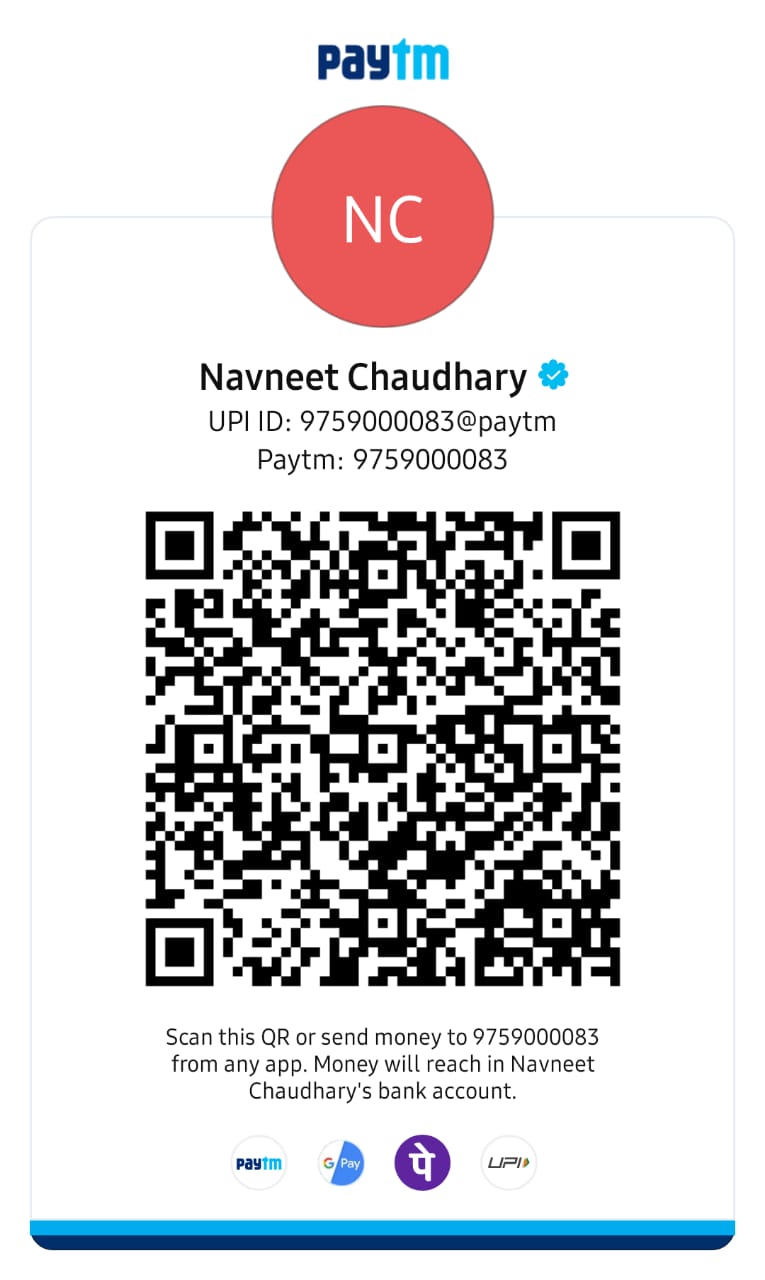 paytm
NC
Navneet Chaudhary
UPI ID: 9759000083@paytm
Paytm: 9759000083
Scan this QR or send money to 9759000083
from any app. Money will reach in Navneet
Chaudhary's bank account.
paytm
G Pay
पे
UPI